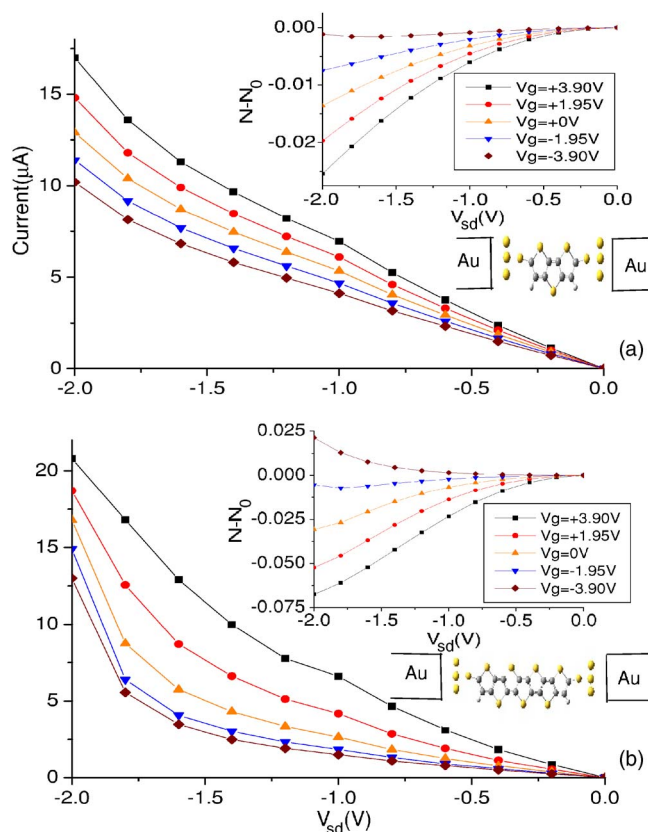 (a)
Current(μA)
15
10
5
0
-2.0 -1.5 -1.0 -0.5 0.0
N-N0
0.00
-0.01
-0.02
-2.0 -1.5 -1.0 -0.5 0.0
Vsd(V)
Vg=+3.90V
Vg=+1.95V
Vg=+0V
Vg=-1.95V
Vg=-3.90V
Au
Au
(b)
20
15
10
5
0
-2.0 -1.5 -1.0 -0.5 0.0
Vsd(V)
N-N0
0.025
0.000
-0.025
-0.050
-0.075
-2.0 -1.5 -1.0 -0.5 0.0
Vsd(V)
Vg=+3.90V
Vg=+1.95V
Vg=0V
Vg=-1.95V
Vg=-3.90V
Au
Au